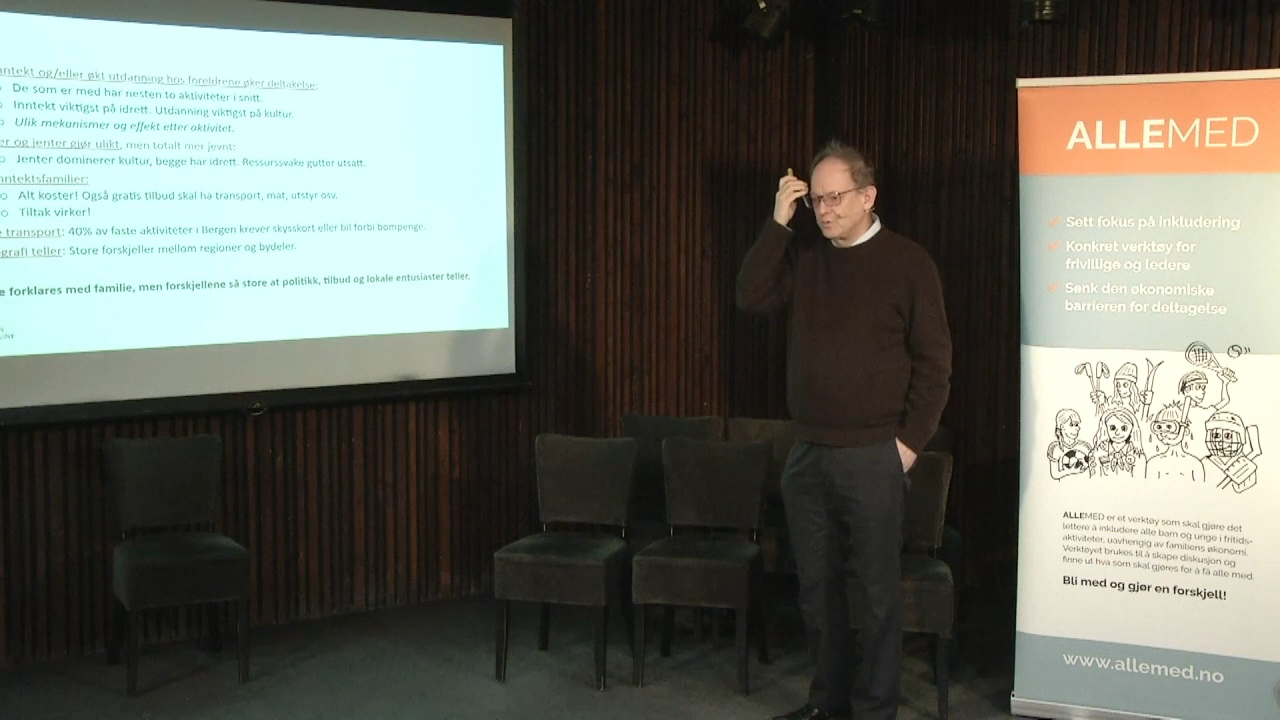 ntekt og/eller økt utdanning hos foreldrene øker deltakelse:
De som er med har nesten to aktiviteter i snitt.
Inntekt viktigst på idrett. Utdanning viktigst på kultur.
Ulik mekanismer og effekt etter aktivitet.
er og jenter gjør ulikt, men totalt mer jevnt:
Jenter dominerer kultur, begge har idrett. Ressurssvake gutter utsatt.
nntektsfamilier:
Alt koster! Også gratis tilbud skal ha transport, mat, utstyr osv.
Tiltak virker!
e transport: 40% av faste aktiviteter i Bergen krever skysskort eller bil forbi bompenge.
grafi teller: Store forskjeller mellom regioner og bydeler.
e forklares med familie, men forskjellene så store at politikk, tilbud og lokale entusiaster teller.
ALLEMED
Sett fokus på inkludering
Konkret verktøy for
frivillige og ledere
Senk den økonomiske
barrieren for deltagelse
ALLEMED er et verktøy som skal gjøre det
lettere å inkludere alle barn og unge i fritids-
aktiviteter, uavhengig av familiens økonomi.
Verktøyet brukes til å skape diskusjon og
finne ut hva som skal gjøres for å få alle med.
Bli med og gjør en forskjell!
www.allemed.no